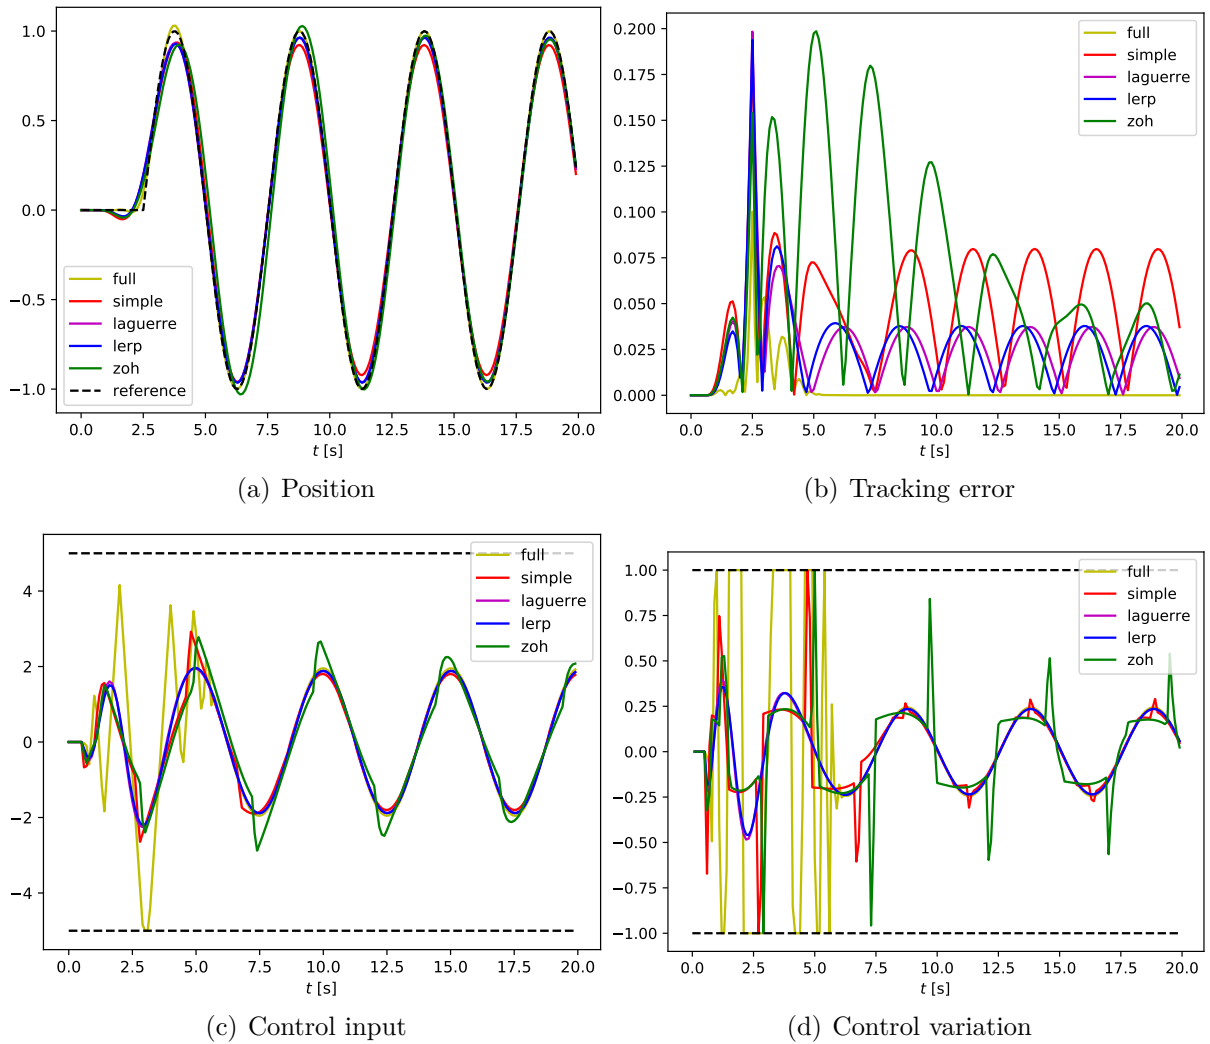 1.0
0.5
0.0
−0.5
−1.0
full
simple
laguerre
lerp
zoh
reference
0.0 2.5 5.0 7.5 10.0 12.5 15.0 17.5 20.0
t [s]
(a) Position
0.200
0.175
0.150
0.125
0.100
0.075
0.050
0.025
0.000
full
simple
laguerre
lerp
zoh
0.0 2.5 5.0 7.5 10.0 12.5 15.0 17.5 20.0
t [s]
(b) Tracking error
4
2
0
−2
−4
full
simple
laguerre
lerp
zoh
0.0 2.5 5.0 7.5 10.0 12.5 15.0 17.5 20.0
t [s]
(c) Control input
1.00
0.75
0.50
0.25
0.00
−0.25
−0.50
−0.75
−1.00
full
simple
laguerre
lerp
zoh
0.0 2.5 5.0 7.5 10.0 12.5 15.0 17.5 20.0
t [s]
(d) Control variation